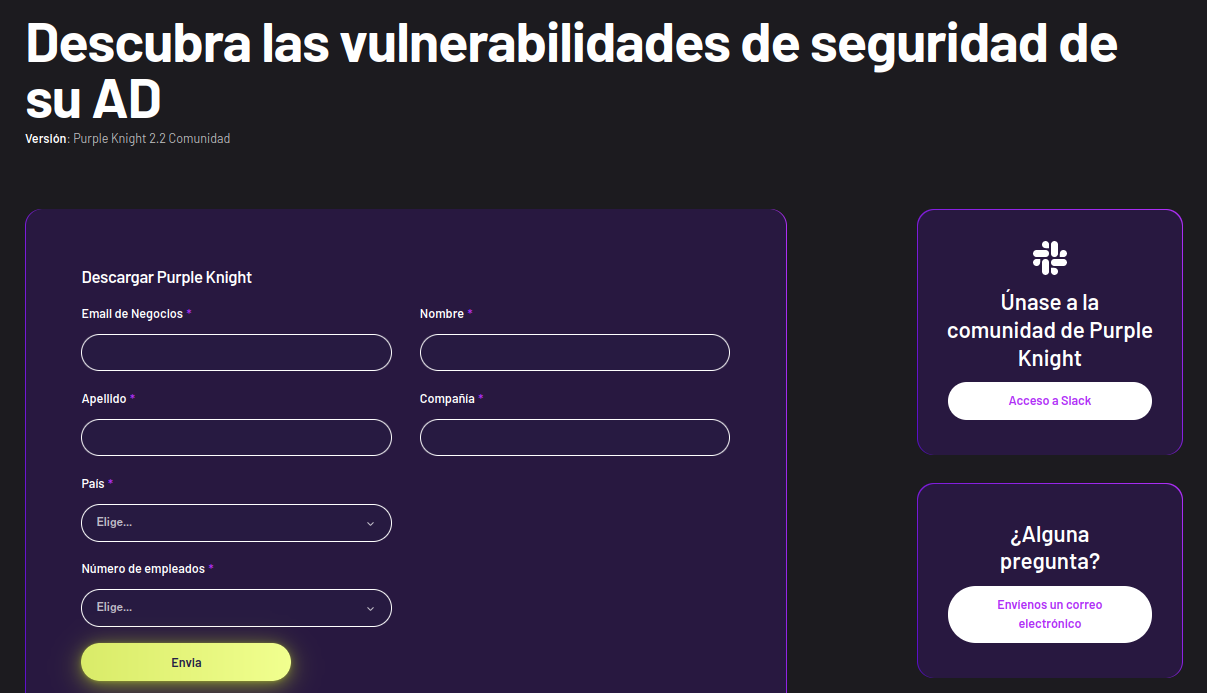 Descubra las vulnerabilidades de seguridad de
su AD
Versión: Purple Knight 2.2 Comunidad
Descargar Purple Knight
Email de Negocios *
Nombre *
Apellido *
Compañía *
País *
Elige...
Número de empleados *
Elige...
Envia
Únase a la
comunidad de Purple
Knight
Acceso a Slack
¿Alguna
pregunta?
Envíenos un correo
electrónico